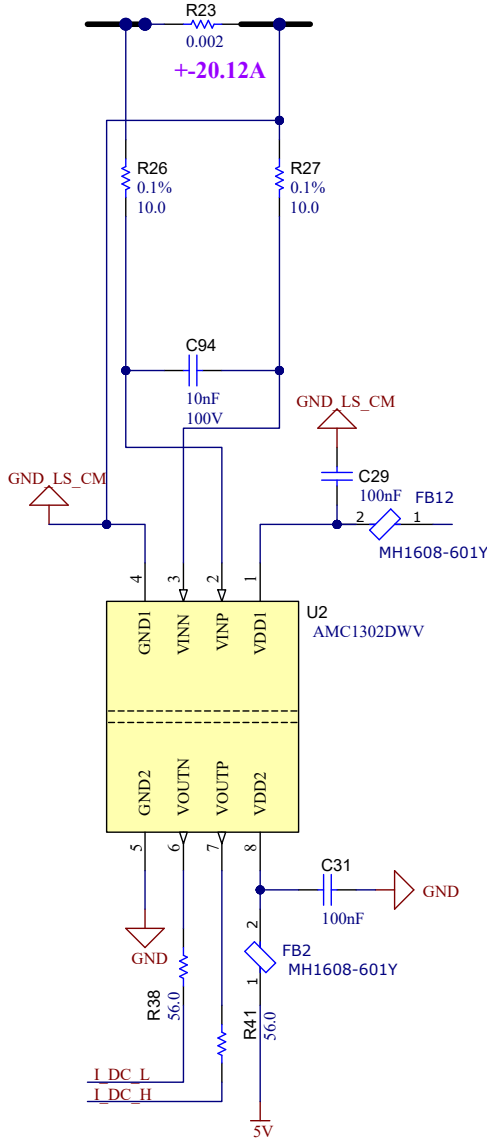 R23
0.002
+-20.12A
R26
0.1%
10.0
R27
0.1%
10.0
C94
10nF
100V
GND_LS_CM
GND_LS_CM
C29
100nF
FB12
2
1
MH1608-601Y
4
3
2
1
U2
AMC1302DWV
GND1
VINN
VINP
VDD1
GND2
VOUTN
VOUTP
VDD2
5
6
7
8
C31
100nF
GND
GND
2
FB2
MH1608-601Y
1
R38
56.0
R41
56.0
I_DC_L
I_DC_H
5V